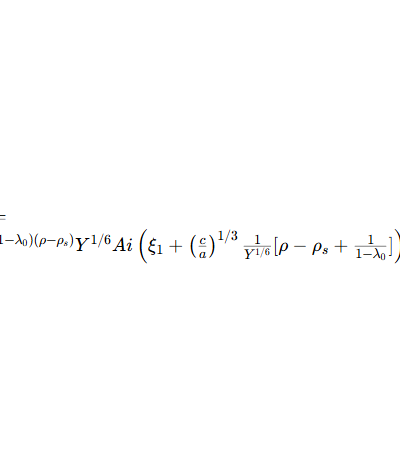 =
1−λ₀)(ρ−ρₛ) Y^{1/6} Ai (ξ₁ + (c/a)^{1/3} 1/Y^{1/6} [ρ − ρₛ + 1/(1−λ₀)])